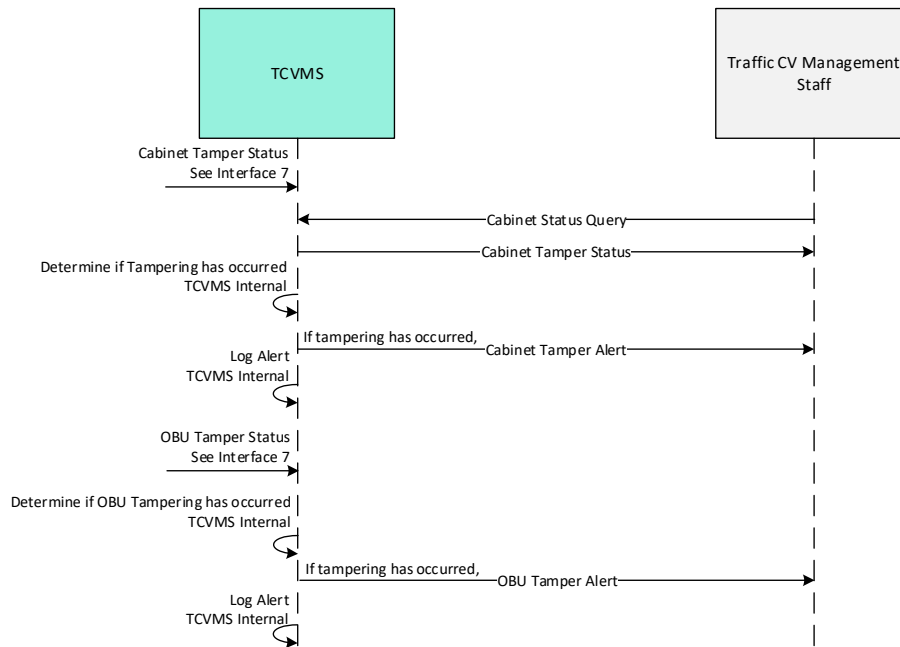 TCVMS
Traffic CV Management
Staff
Cabinet Tamper Status
See Interface 7
Cabinet Status Query
Cabinet Tamper Status
Determine if Tampering has occurred
TCVMS Internal
If tampering has occurred,
Cabinet Tamper Alert
Log Alert
TCVMS Internal
OBU Tamper Status
See Interface 7
Determine if OBU Tampering has occurred
TCVMS Internal
If tampering has occurred,
OBU Tamper Alert
Log Alert
TCVMS Internal